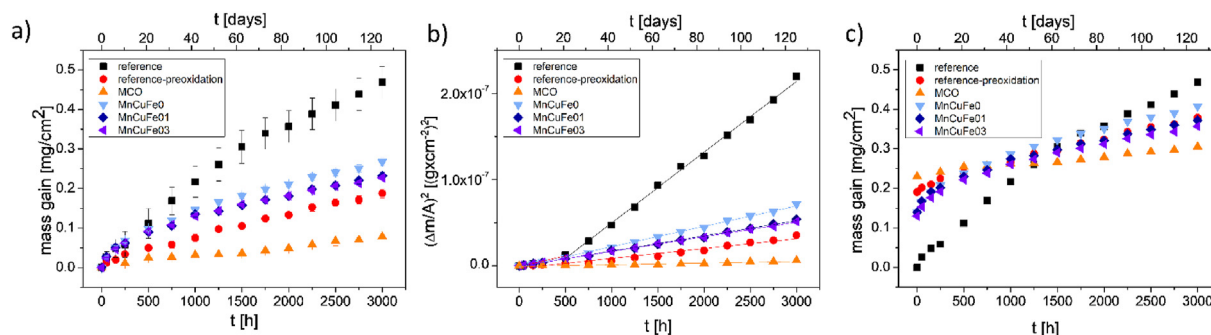 a)
t [days]
0 20 40 60 80 100 120
mass gain [mg/cm²]
0.5
0.4
0.3
0.2
0.1
0.0
reference
reference-preoxidation
MCO
MnCuFe0
MnCuFe01
MnCuFe03
0 500 1000 1500 2000 2500 3000
t [h]
b)
t [days]
0 20 40 60 80 100 120
(Δm/A)² [(gxcm⁻²)²]
2.0x10⁻⁷
1.0x10⁻⁷
0.0
reference
reference-preoxidation
MCO
MnCuFe0
MnCuFe01
MnCuFe03
0 500 1000 1500 2000 2500 3000
t [h]
c)
t [days]
0 20 40 60 80 100 120
mass gain [mg/cm²]
0.5
0.4
0.3
0.2
0.1
0.0
reference
reference-preoxidation
MCO
MnCuFe0
MnCuFe01
MnCuFe03
0 500 1000 1500 2000 2500 3000
t [h]